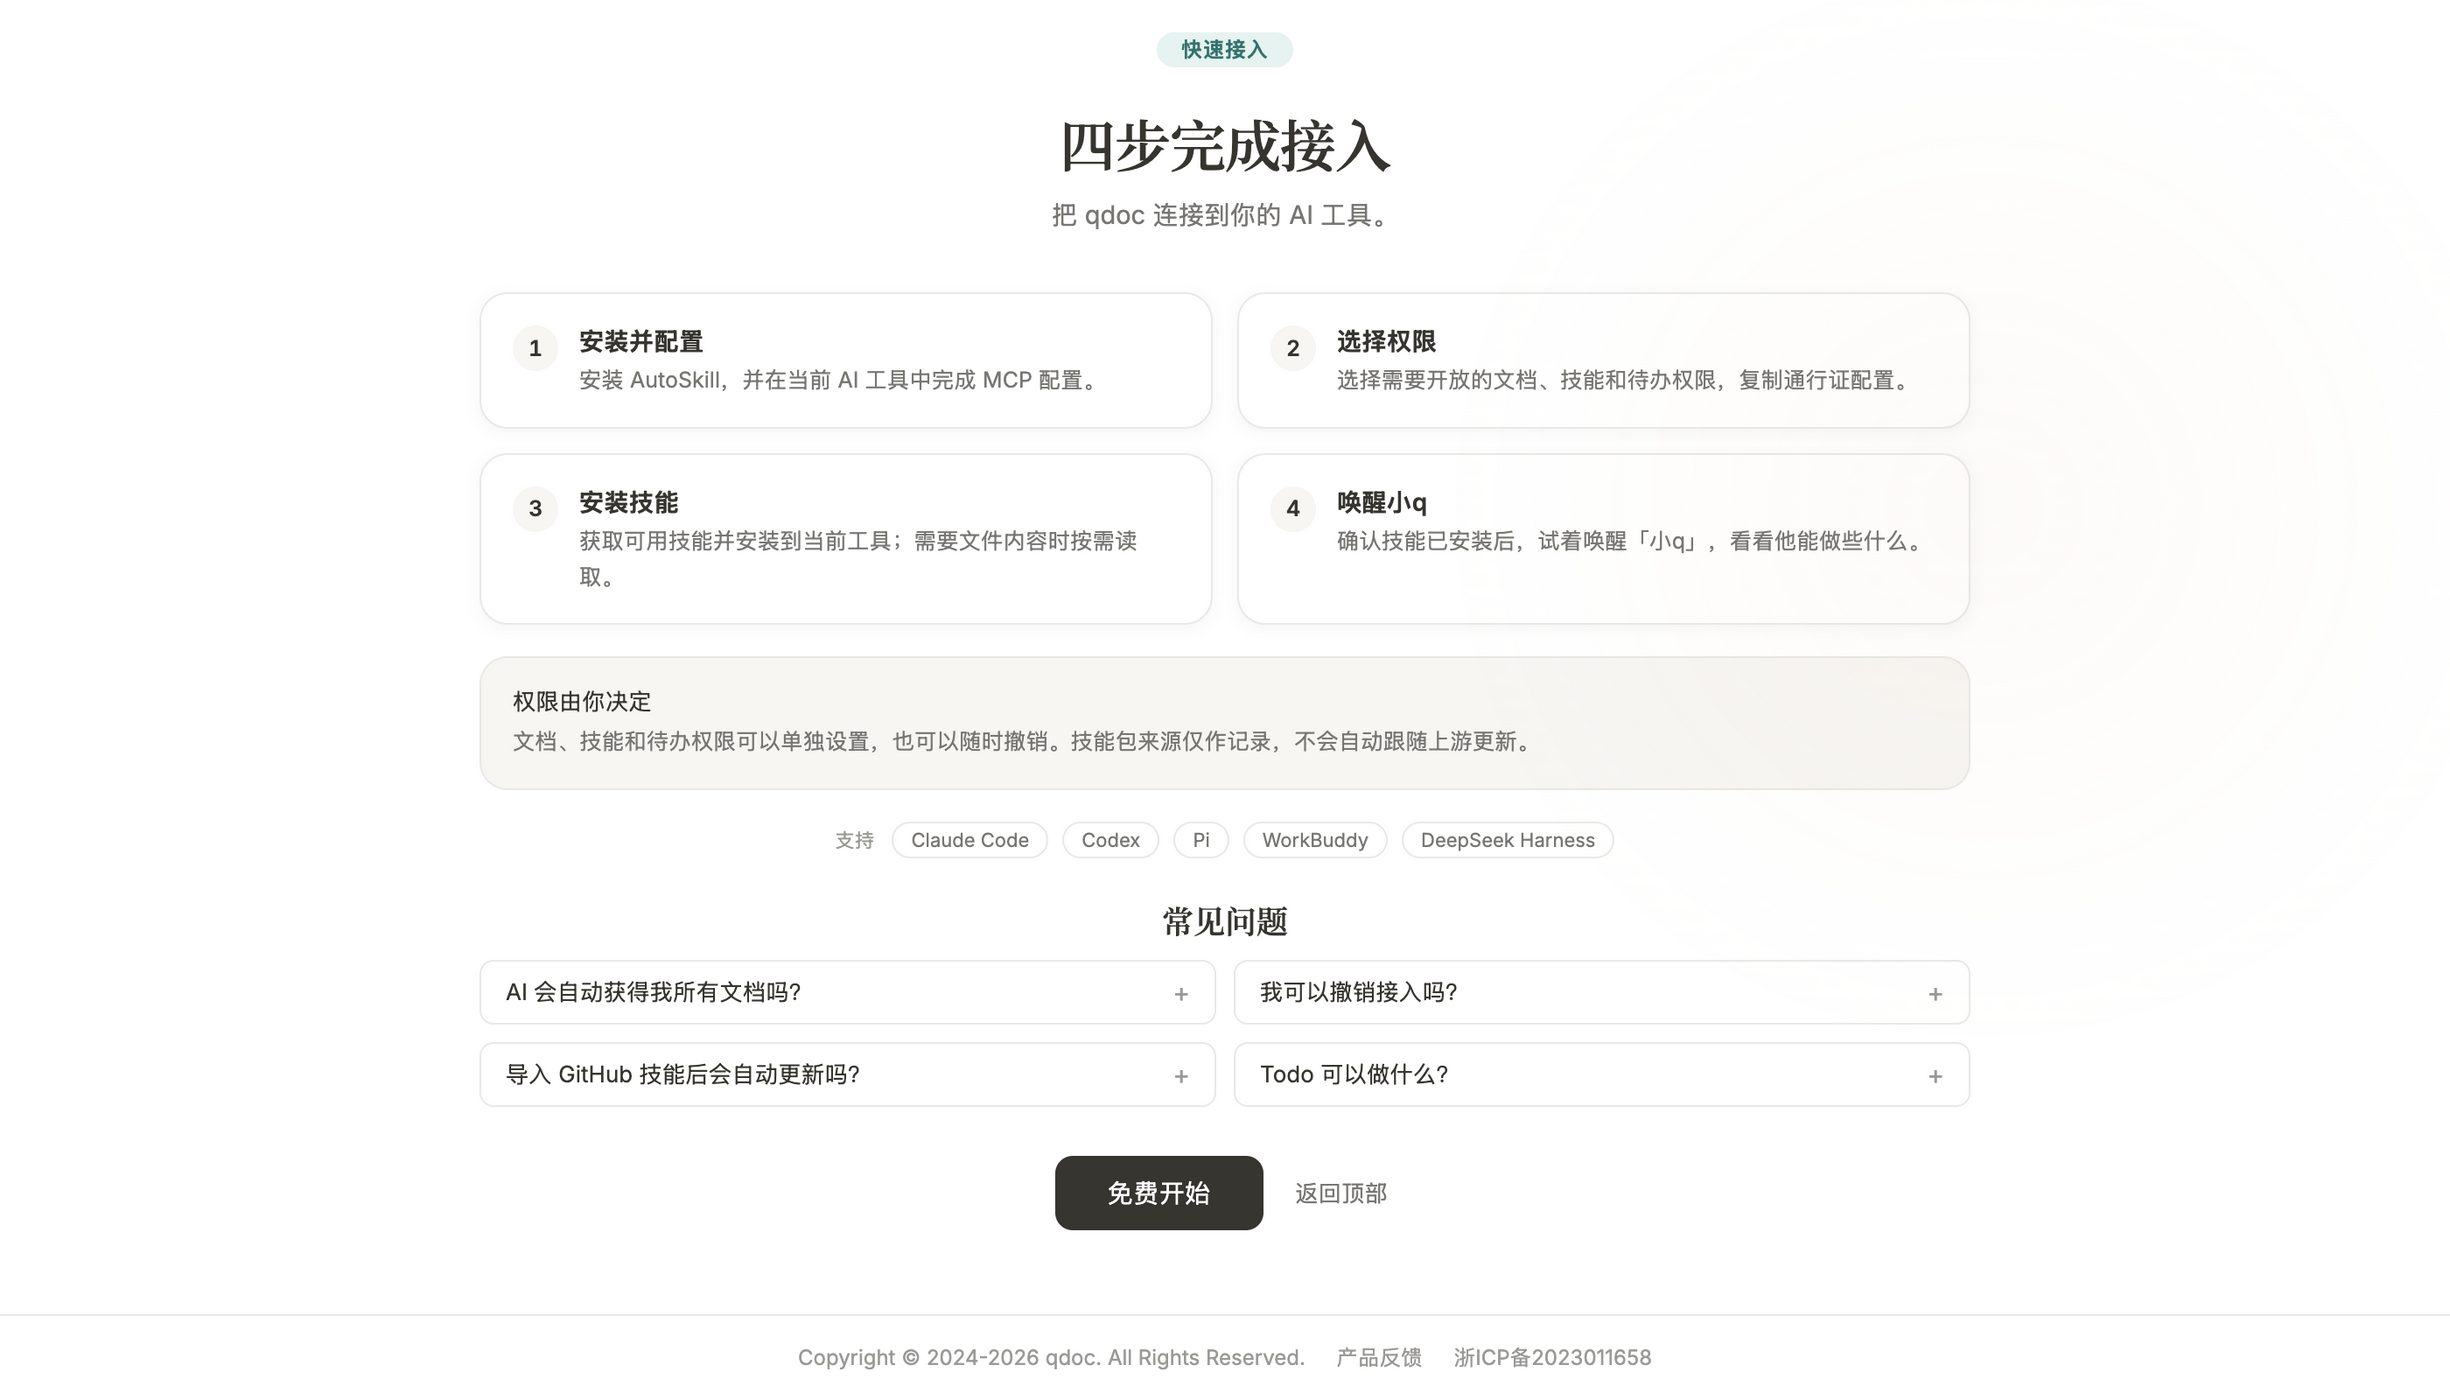 快速接入
四步完成接入
把 qdoc 连接到你的 AI 工具。
1
安装并配置
安装 AutoSkill，并在当前 AI 工具中完成 MCP 配置。
2
选择权限
选择需要开放的文档、技能和待办权限，复制通行证配置。
3
安装技能
获取可用技能并安装到当前工具；需要文件内容时按需读
取。
4
唤醒小q
确认技能已安装后，试着唤醒「小q」，看看他能做些什么。
权限由你决定
文档、技能和待办权限可以单独设置，也可以随时撤销。技能包来源仅作记录，不会自动跟随上游更新。
支持 Claude Code Codex Pi WorkBuddy DeepSeek Harness
常见问题
AI 会自动获得我所有文档吗? +
我可以撤销接入吗? +
导入 GitHub 技能后会自动更新吗? +
Todo 可以做什么? +
免费开始 返回顶部
Copyright © 2024-2026 qdoc. All Rights Reserved. 产品反馈 浙ICP备2023011658